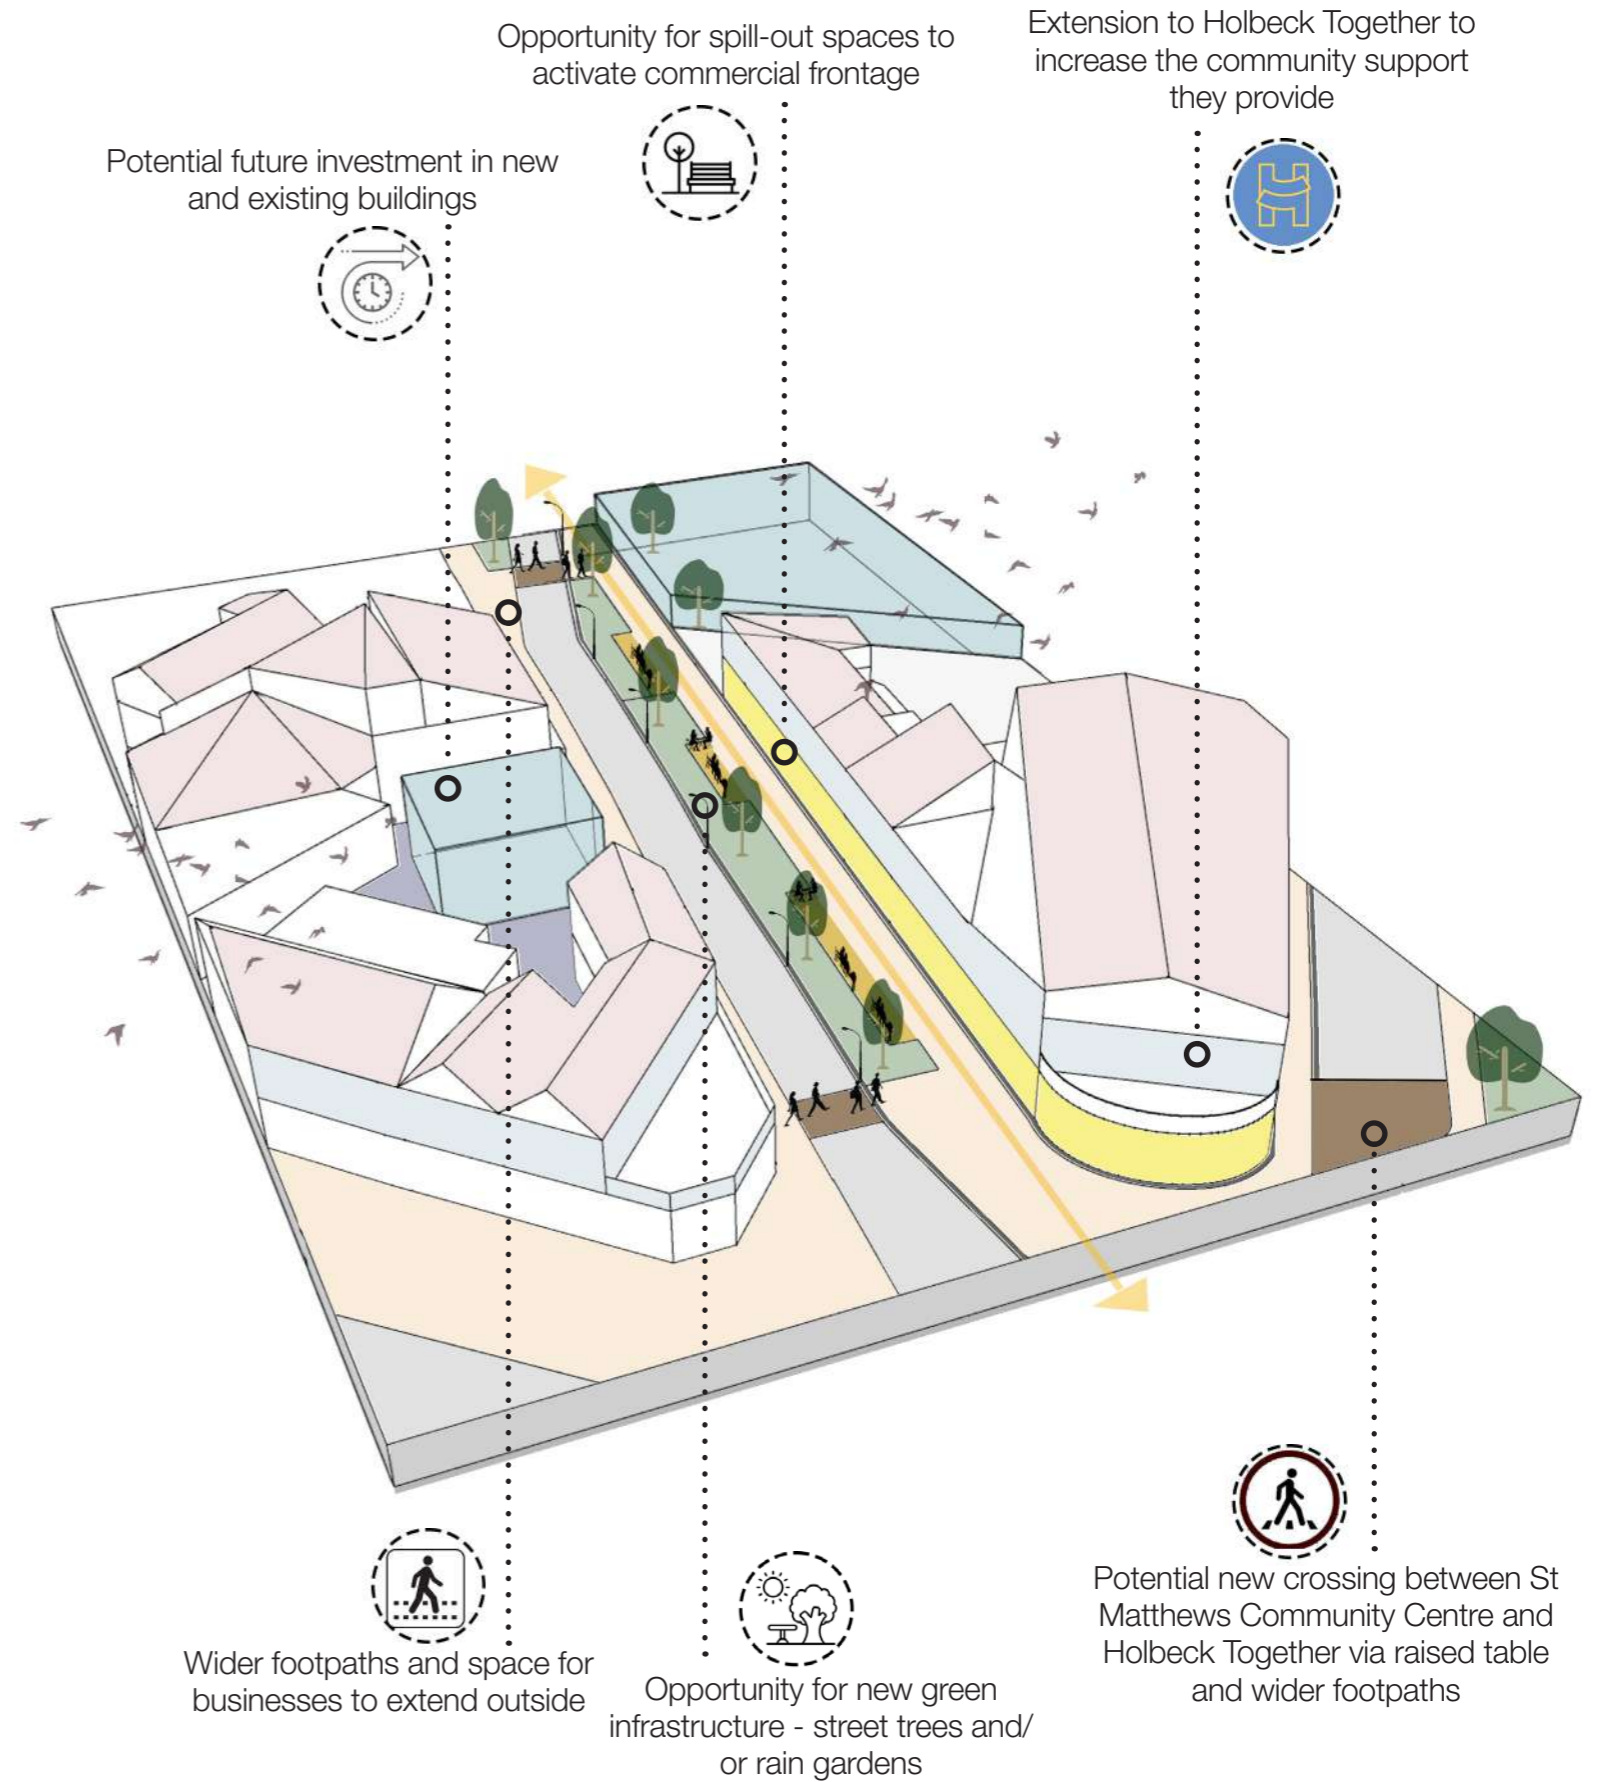 Opportunity for spill-out spaces to
activate commercial frontage
Extension to Holbeck Together to
increase the community support
they provide
Potential future investment in new
and existing buildings
Wider footpaths and space for
businesses to extend outside
Opportunity for new green
infrastructure - street trees and/
or rain gardens
Potential new crossing between St
Matthews Community Centre and
Holbeck Together via raised table
and wider footpaths